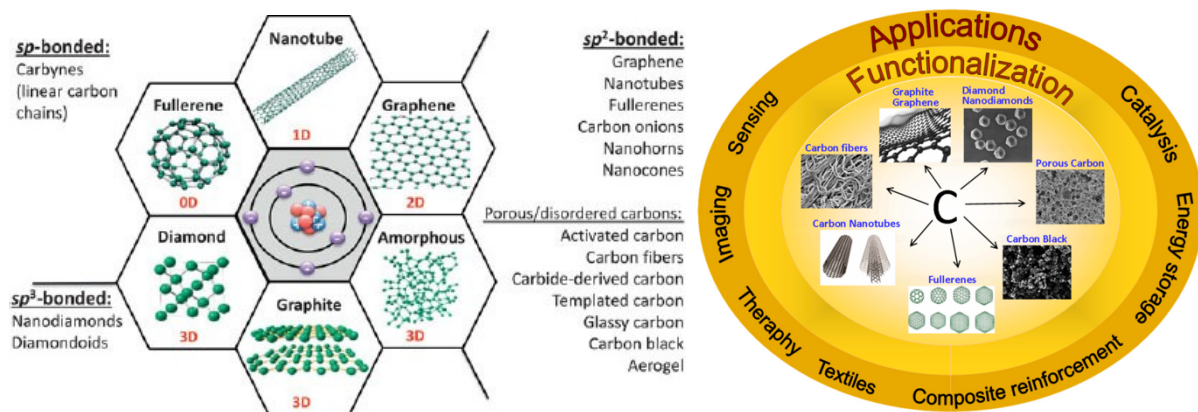 sp-bonded:
Carbynes
(linear carbon
chains)
Nanotube
1D
Fullerene
0D
Graphene
2D
Diamond
3D
Amorphous
3D
Graphite
3D
sp³-bonded:
Nanodiamonds
Diamondoids
sp²-bonded:
Graphene
Nanotubes
Fullerenes
Carbon onions
Nanohorns
Nanocones
Porous/disordered carbons:
Activated carbon
Carbon fibers
Carbide-derived carbon
Templated carbon
Glassy carbon
Carbon black
Aerogel
Applications
Functionalization
Sensing
Imaging
Theraphy
Textiles
Composite reinforcement
Energy storage
Catalysis
Graphite
Graphene
Diamond
Nanodiamonds
Carbon fibers
Porous Carbon
C
Carbon Nanotubes
Carbon Black
Fullerenes